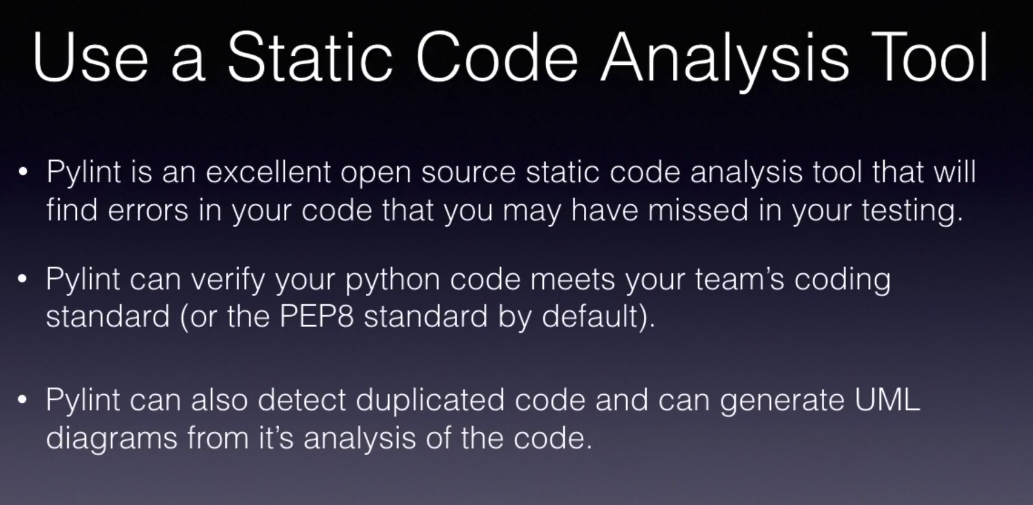 Use a Static Code Analysis Tool
• Pylint is an excellent open source static code analysis tool that will
find errors in your code that you may have missed in your testing.
• Pylint can verify your python code meets your team’s coding
standard (or the PEP8 standard by default).
• Pylint can also detect duplicated code and can generate UML
diagrams from it’s analysis of the code.